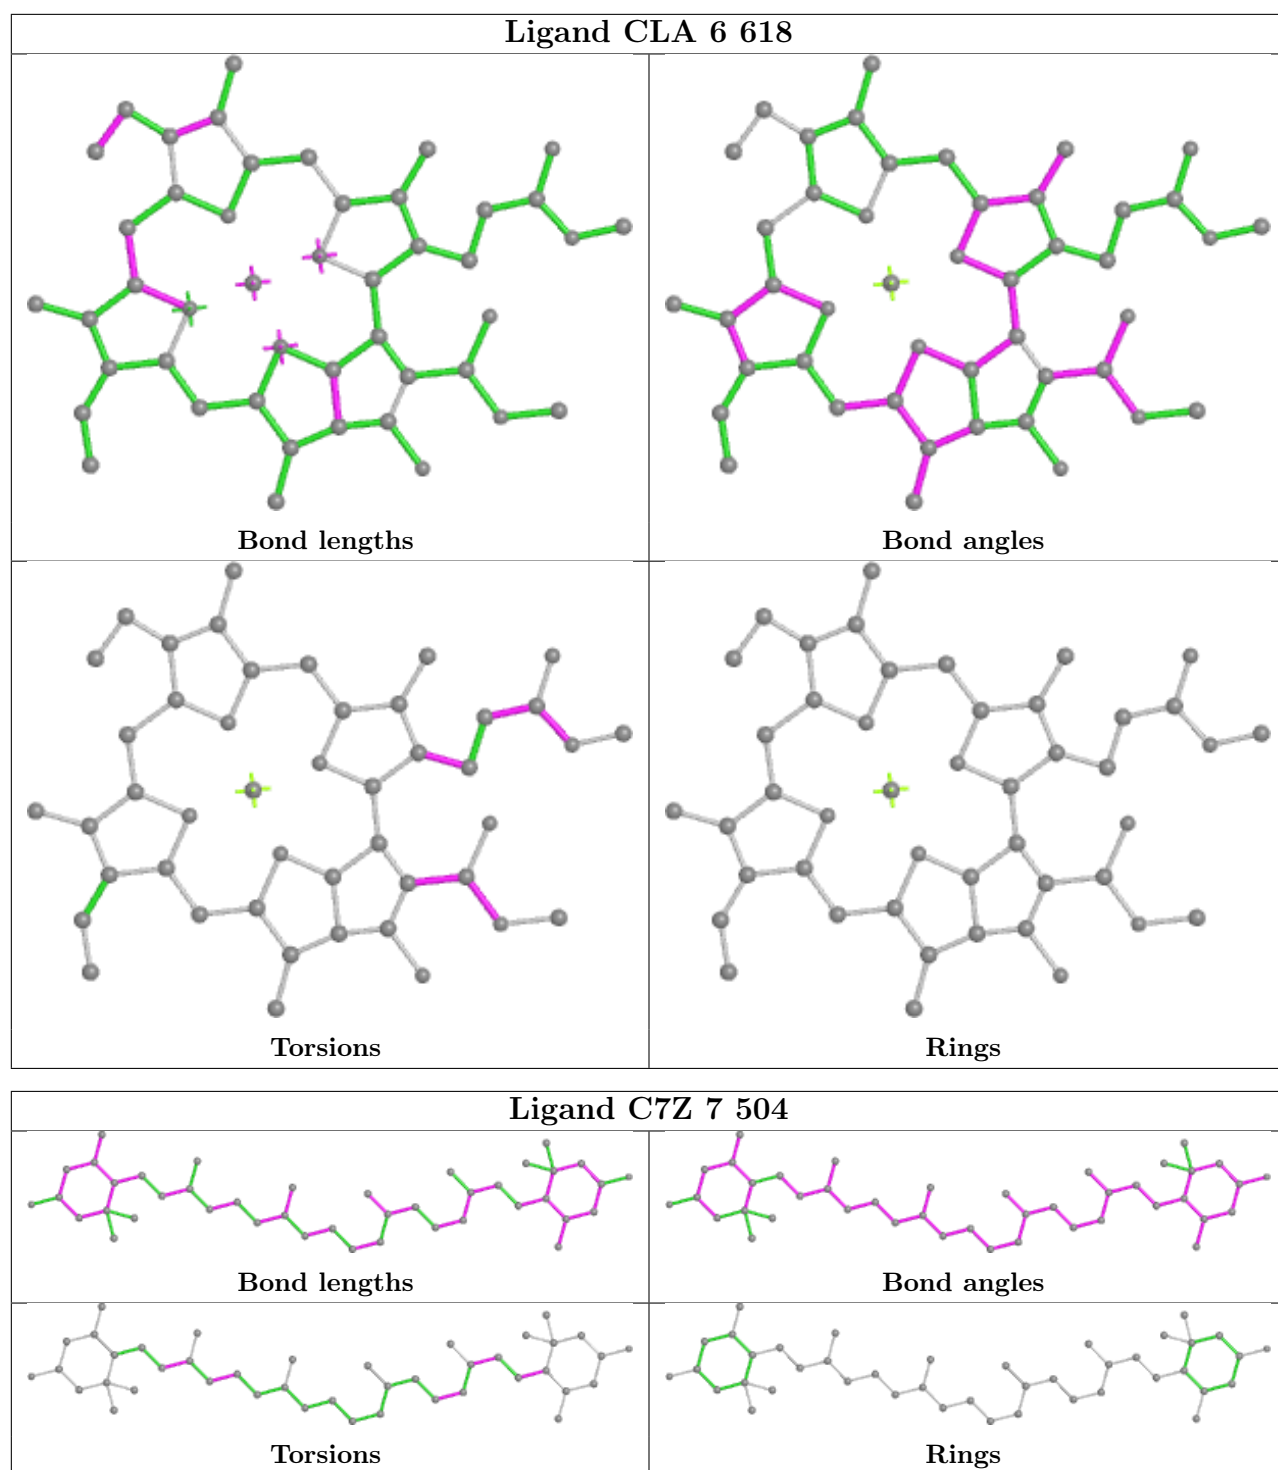 Ligand CLA 6 618
Bond lengths
Bond angles
Torsions
Rings
Ligand C7Z 7 504
Bond lengths
Bond angles
Torsions
Rings